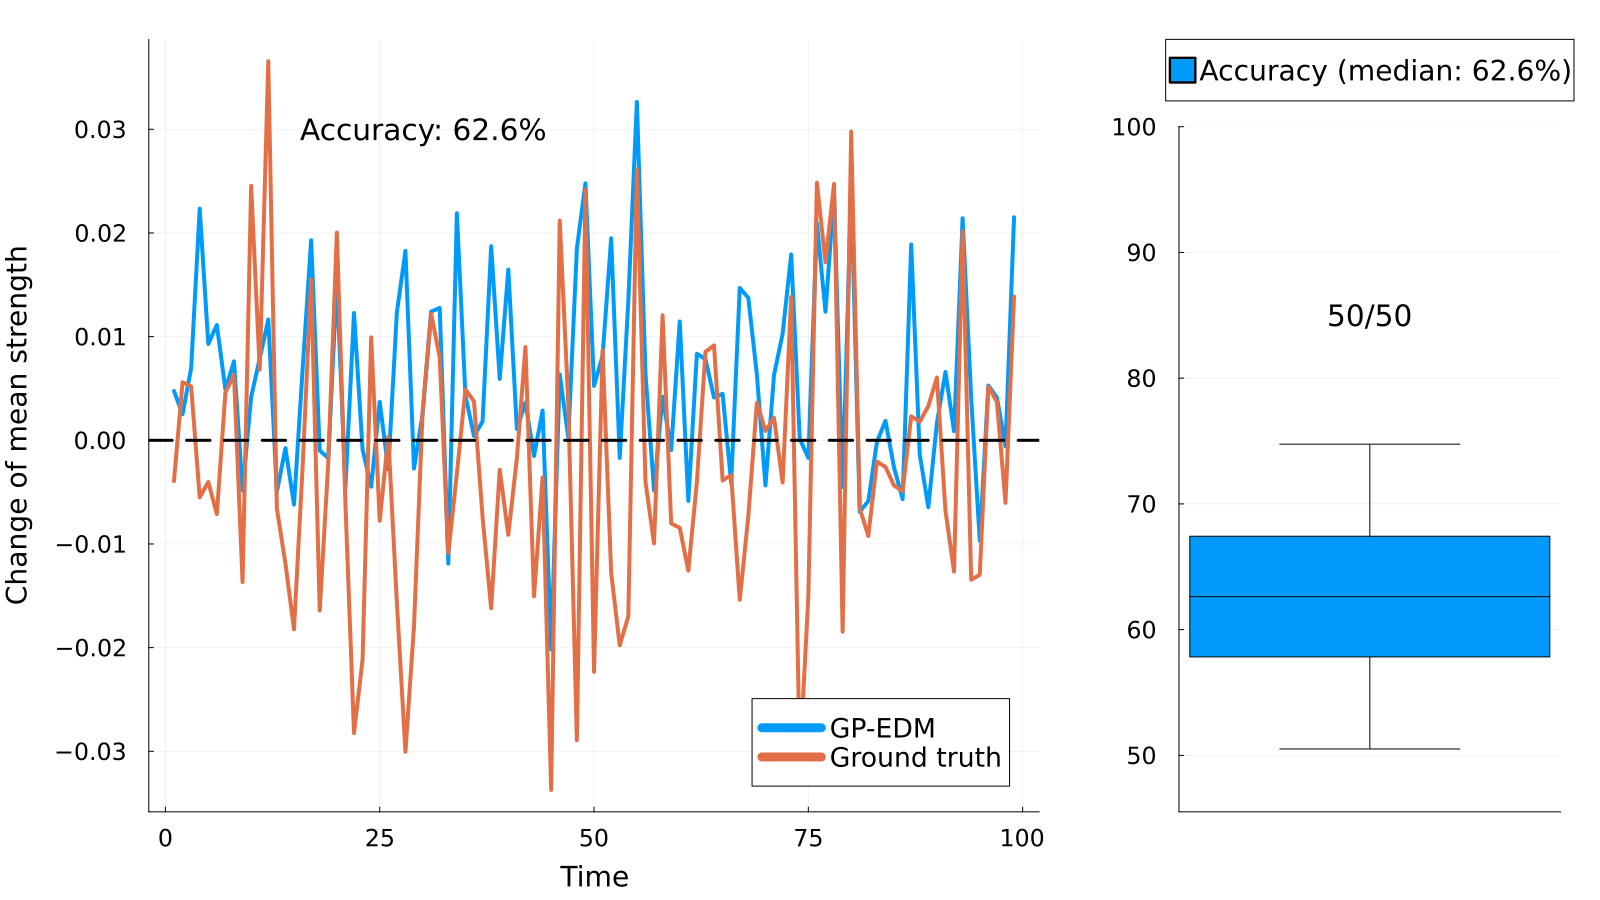 Accuracy: 62.6%
Change of mean strength
0.03
0.02
0.01
0.00
−0.01
−0.02
−0.03
0 25 50 75 100
Time
GP-EDM
Ground truth
Accuracy (median: 62.6%)
100
90
80
70
60
50
50/50